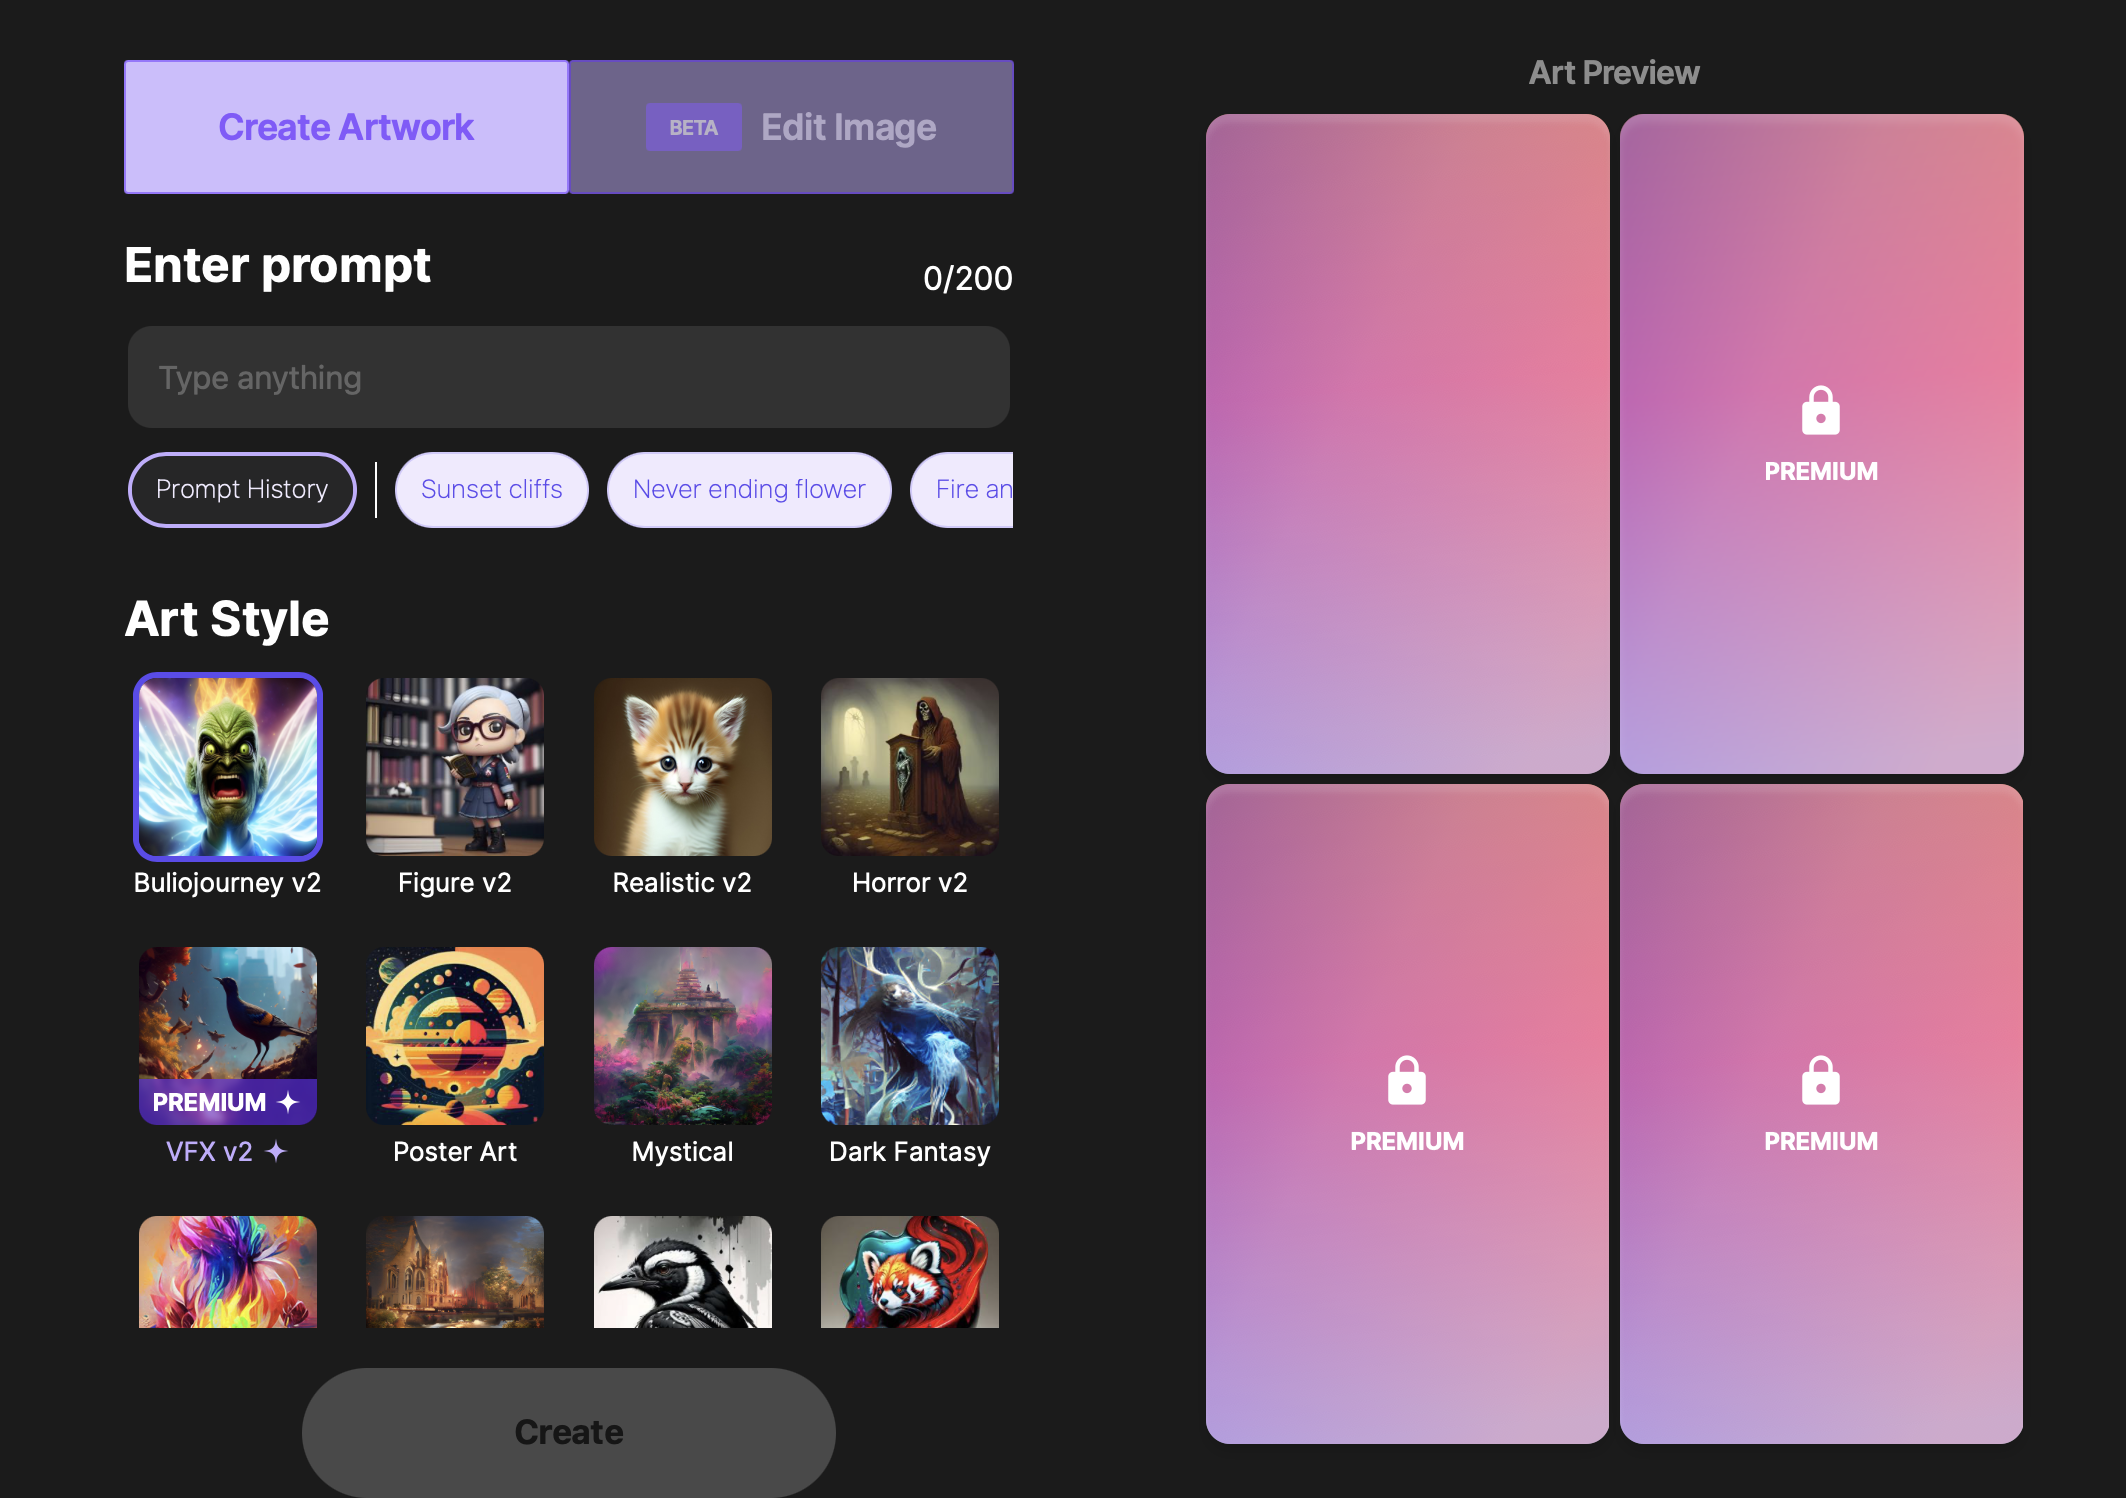 Create Artwork
BETA Edit Image
Enter prompt
0/200
Type anything
Prompt History
Sunset cliffs
Never ending flower
Fire an
Art Style
Buliojourney v2
Figure v2
Realistic v2
Horror v2
PREMIUM
VFX v2
Poster Art
Mystical
Dark Fantasy
Create
Art Preview
PREMIUM
PREMIUM
PREMIUM